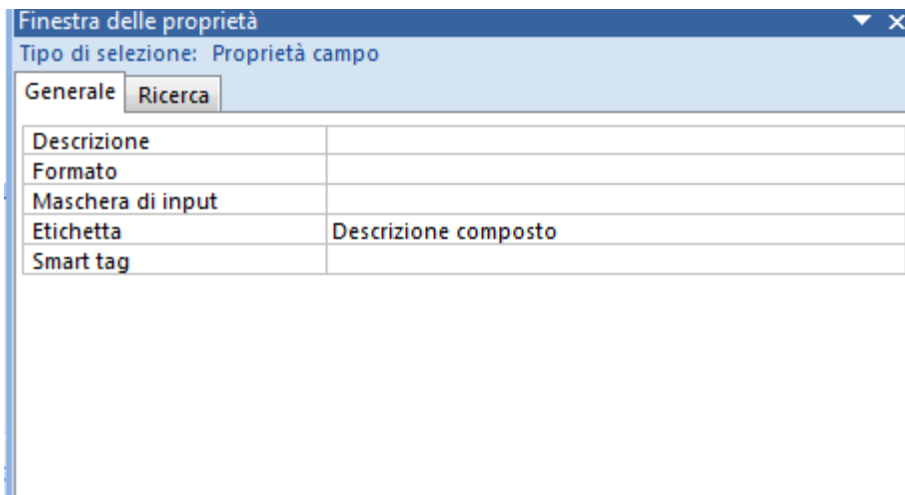 Finestra delle proprietà
Tipo di selezione: Proprietà campo
Generale Ricerca
Descrizione
Formato
Maschera di input
Etichetta Descrizione composto
Smart tag